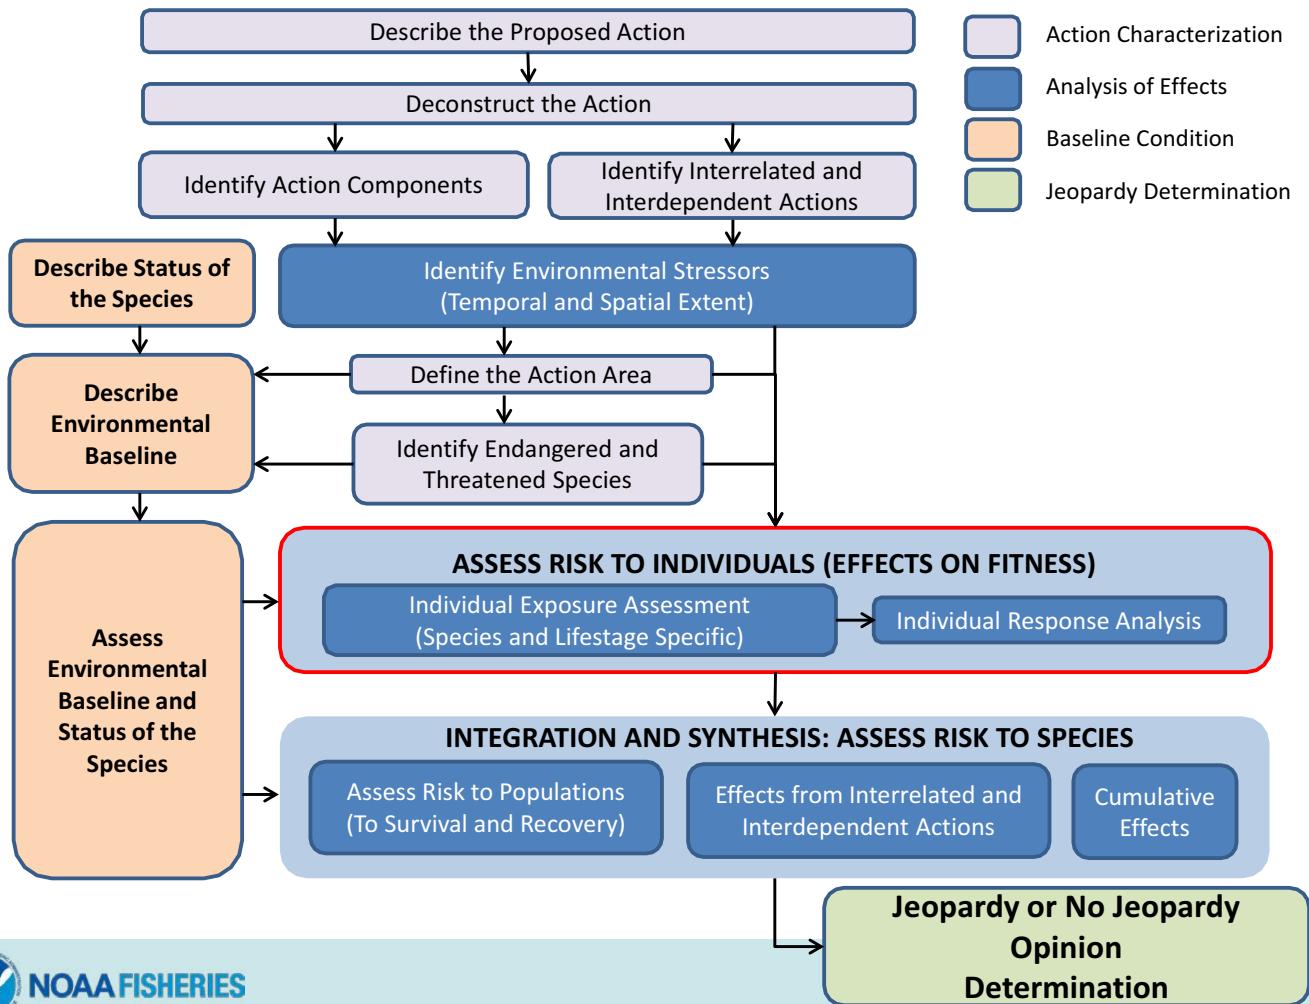 Describe the Proposed Action
Deconstruct the Action
Identify Action Components
Identify Interrelated and
Interdependent Actions
Action Characterization
Analysis of Effects
Baseline Condition
Jeopardy Determination
Describe Status of
the Species
Identify Environmental Stressors
(Temporal and Spatial Extent)
Describe
Environmental
Baseline
Define the Action Area
Identify Endangered and
Threatened Species
Assess
Environmental
Baseline and
Status of the
Species
ASSESS RISK TO INDIVIDUALS (EFFECTS ON FITNESS)
Individual Exposure Assessment
(Species and Lifestage Specific)
Individual Response Analysis
INTEGRATION AND SYNTHESIS: ASSESS RISK TO SPECIES
Assess Risk to Populations
(To Survival and Recovery)
Effects from Interrelated and
Interdependent Actions
Cumulative
Effects
Jeopardy or No Jeopardy
Opinion
Determination
NOAA FISHERIES